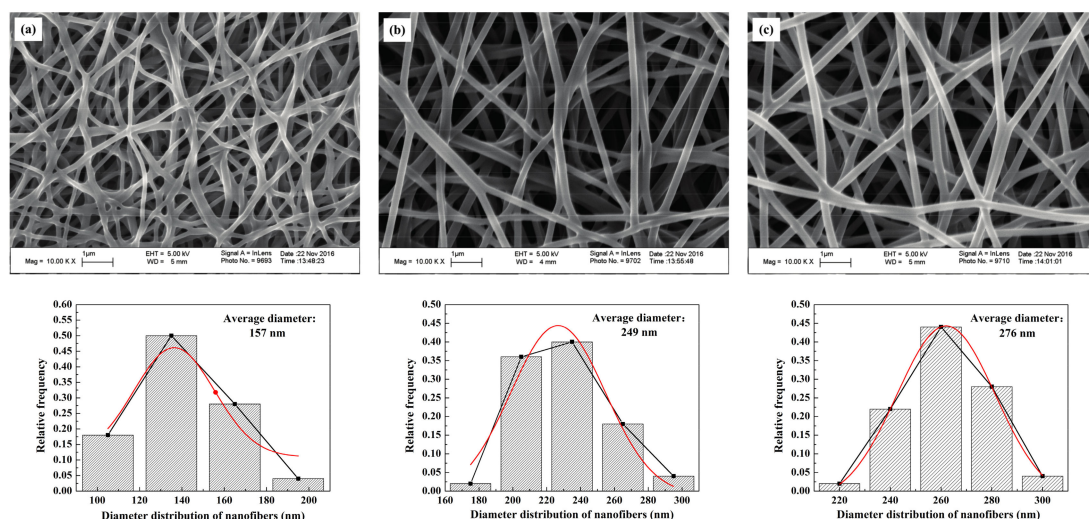 (a)
1μm
Mag = 10.00 K X
EHT = 5.00 kV
WD = 5 mm
Signal A = InLens
Photo No. = 9693
Date :22 Nov 2016
Time :13:48:23
(b)
1μm
Mag = 10.00 K X
EHT = 5.00 kV
WD = 4 mm
Signal A = InLens
Photo No. = 9702
Date :22 Nov 2016
Time :13:55:48
(c)
1μm
Mag = 10.00 K X
EHT = 5.00 kV
WD = 5 mm
Signal A = InLens
Photo No. = 9710
Date :22 Nov 2016
Time :14:01:01
Average diameter:
157 nm
Relative frequency
0.60
0.55
0.50
0.45
0.40
0.35
0.30
0.25
0.20
0.15
0.10
0.05
0.00
100 120 140 160 180 200
Diameter distribution of nanofibers (nm)
Average diameter:
249 nm
Relative frequency
0.50
0.45
0.40
0.35
0.30
0.25
0.20
0.15
0.10
0.05
0.00
160 180 200 220 240 260 280 300
Diameter distribution of nanofibers (nm)
Average diameter:
276 nm
Relative frequency
0.50
0.45
0.40
0.35
0.30
0.25
0.20
0.15
0.10
0.05
0.00
220 240 260 280 300
Diameter distribution of nanofibers (nm)